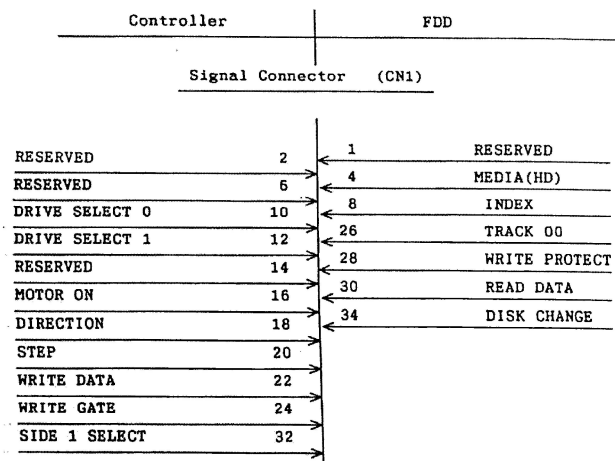 Controller FDD
Signal Connector (CN1)
1 RESERVED
RESERVED 2
4 MEDIA(HD)
RESERVED 6
8 INDEX
DRIVE SELECT 0 10
26 TRACK 00
DRIVE SELECT 1 12
28 WRITE PROTECT
RESERVED 14
30 READ DATA
MOTOR ON 16
34 DISK CHANGE
DIRECTION 18
STEP 20
WRITE DATA 22
WRITE GATE 24
SIDE 1 SELECT 32